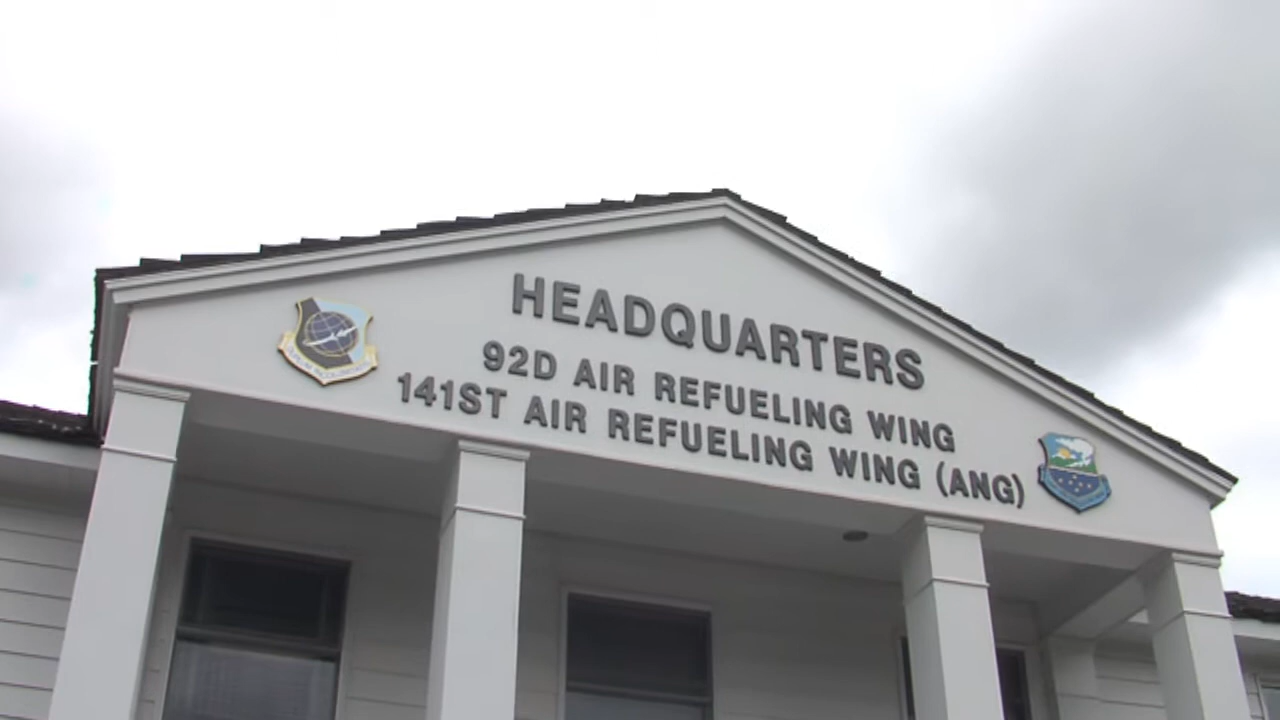 HEADQUARTERS
92D AIR REFUELING WING
141ST AIR REFUELING WING (ANG)